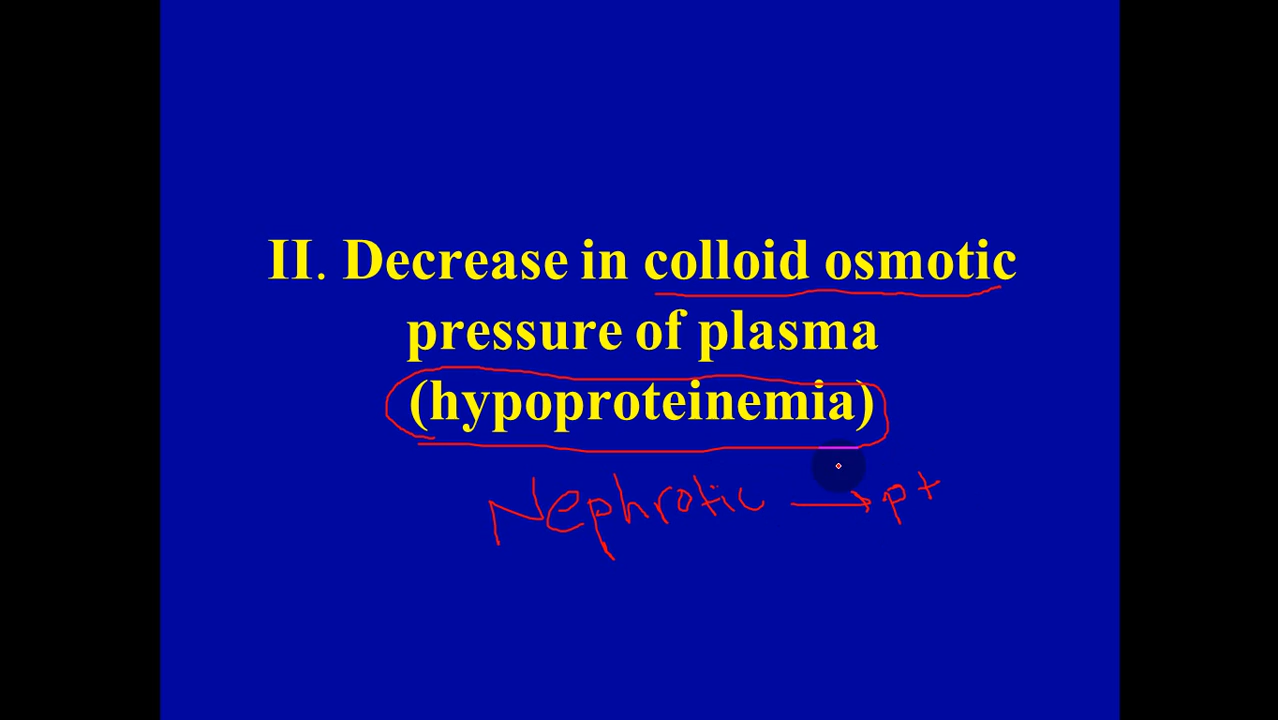 II. Decrease in colloid osmotic
pressure of plasma
(hypoproteinemia)
Nephrotic → pt